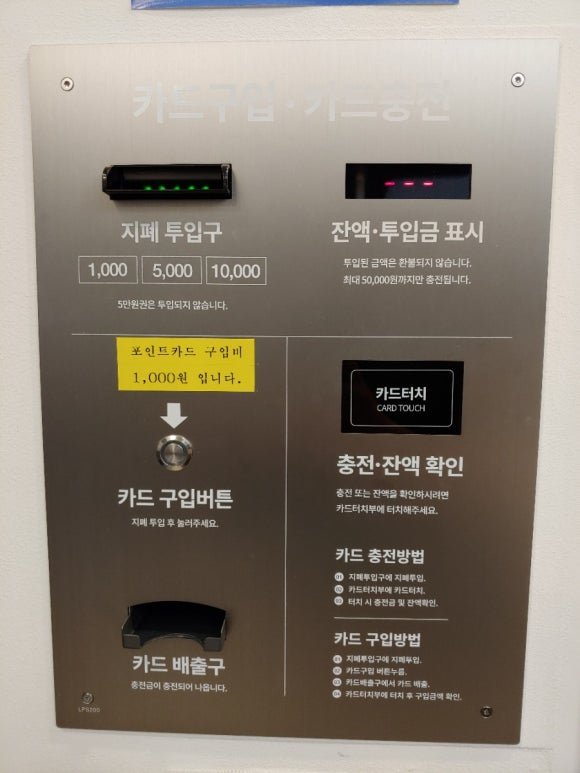 카드구입·카드충전
지폐 투입구
1,000 5,000 10,000
5만원권은 투입되지 않습니다.
잔액·투입금 표시
투입된 금액은 환불되지 않습니다.
최대 50,000원까지만 충전됩니다.
포인트카드 구입비
1,000원 입니다.
카드 구입버튼
지폐 투입 후 눌러주세요.
카드 배출구
충전금이 충전되어 나옵니다.
LPS200
카드터치
CARD TOUCH
충전·잔액 확인
충전 또는 잔액을 확인하시려면
카드터치부에 터치해주세요.
카드 충전방법
01 지폐투입구에 지폐투입.
02 카드터치부에 카드터치.
03 터치 시 충전금 및 잔액확인.
카드 구입방법
01 지폐투입구에 지폐투입.
02 카드구입 버튼누름.
03 카드배출구에서 카드 배출.
04 카드터치부에 터치 후 구입금액 확인.